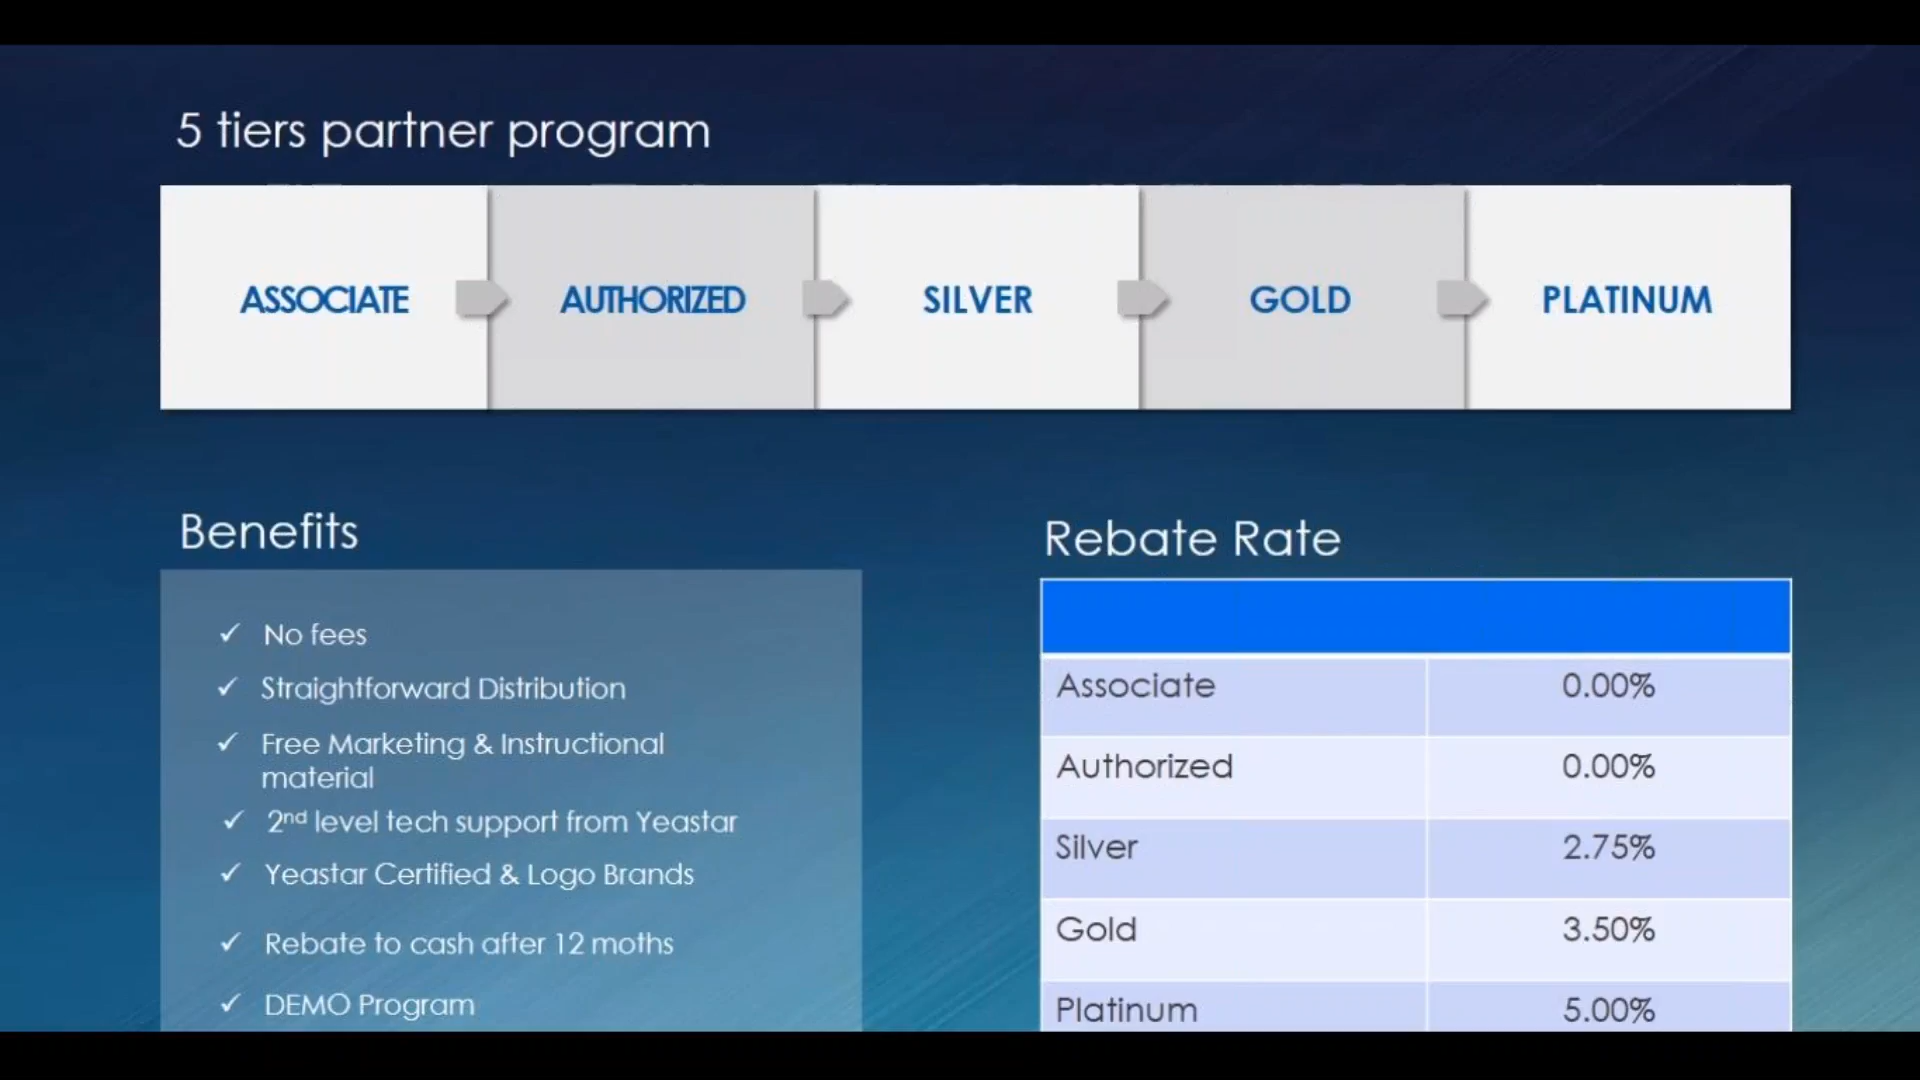 5 tiers partner program
ASSOCIATE
AUTHORIZED
SILVER
GOLD
PLATINUM
Benefits
✓ No fees
✓ Straightforward Distribution
✓ Free Marketing & Instructional
material
✓ 2nd level tech support from Yeastar
✓ Yeastar Certified & Logo Brands
✓ Rebate to cash after 12 moths
✓ DEMO Program
Rebate Rate
Associate 0.00%
Authorized 0.00%
Silver 2.75%
Gold 3.50%
Platinum 5.00%